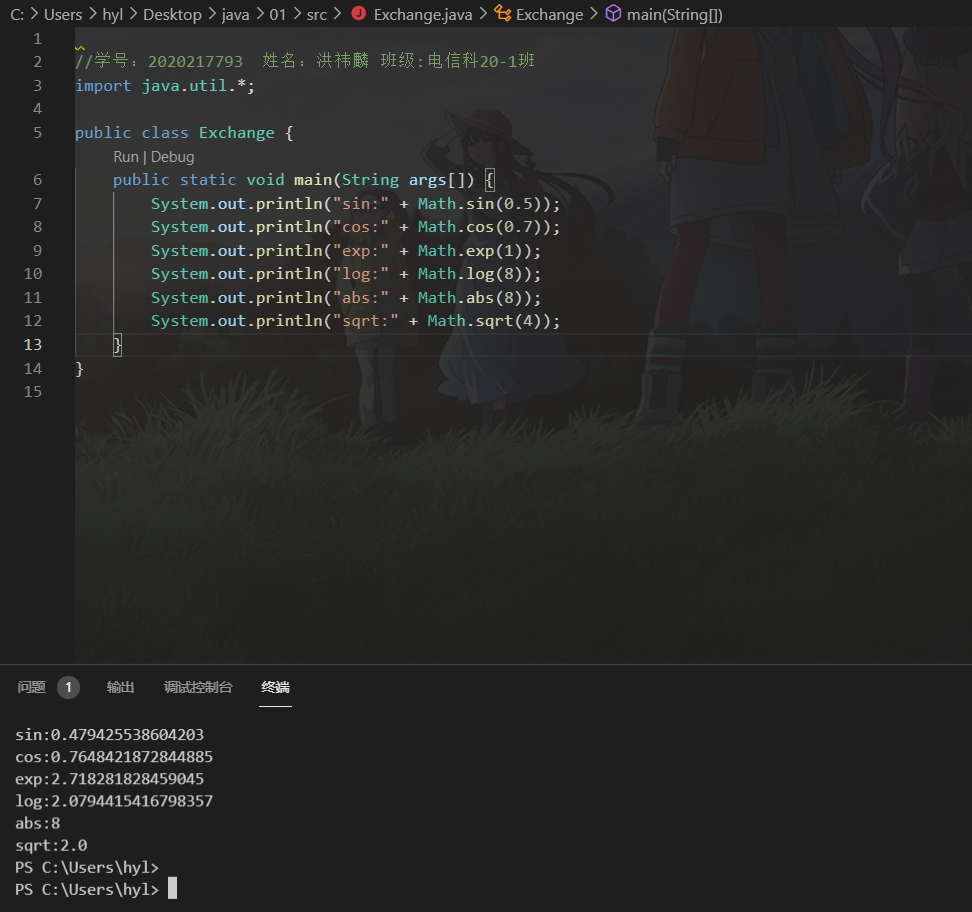 C: > Users > hyl > Desktop > java > 01 > src > J Exchange.java > Exchange > main(String[])
1
2 //学号：2020217793 姓名：洪祎麟 班级:电信科20-1班
3 import java.util.*;
4
5 public class Exchange {
Run | Debug
6 public static void main(String args[]) {
7 System.out.println("sin:" + Math.sin(0.5));
8 System.out.println("cos:" + Math.cos(0.7));
9 System.out.println("exp:" + Math.exp(1));
10 System.out.println("log:" + Math.log(8));
11 System.out.println("abs:" + Math.abs(8));
12 System.out.println("sqrt:" + Math.sqrt(4));
13 }
14 }
15
问题 1 输出 调试控制台 终端
sin:0.479425538604203
cos:0.7648421872844885
exp:2.718281828459045
log:2.0794415416798357
abs:8
sqrt:2.0
PS C:\Users\hyl>
PS C:\Users\hyl>